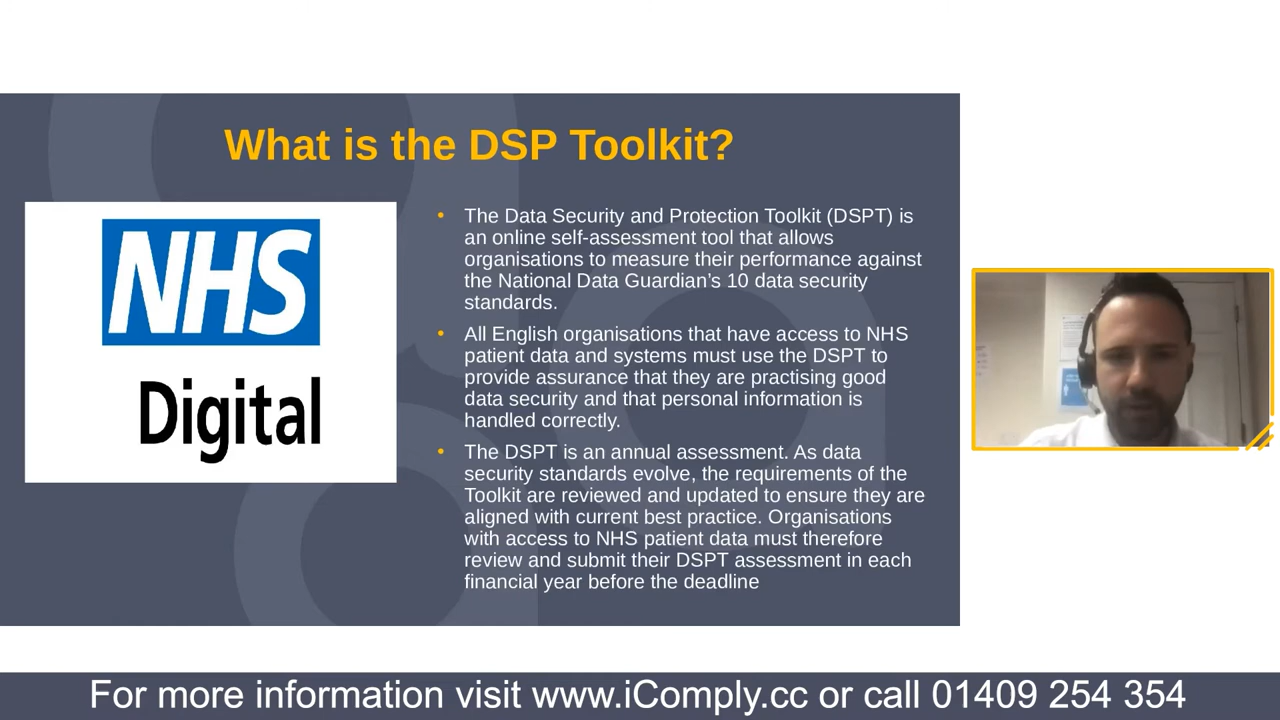 What is the DSP Toolkit?
NHS
Digital
• The Data Security and Protection Toolkit (DSPT) is
an online self-assessment tool that allows
organisations to measure their performance against
the National Data Guardian’s 10 data security
standards.
• All English organisations that have access to NHS
patient data and systems must use the DSPT to
provide assurance that they are practising good
data security and that personal information is
handled correctly.
• The DSPT is an annual assessment. As data
security standards evolve, the requirements of the
Toolkit are reviewed and updated to ensure they are
aligned with current best practice. Organisations
with access to NHS patient data must therefore
review and submit their DSPT assessment in each
financial year before the deadline
For more information visit www.iComply.cc or call 01409 254 354